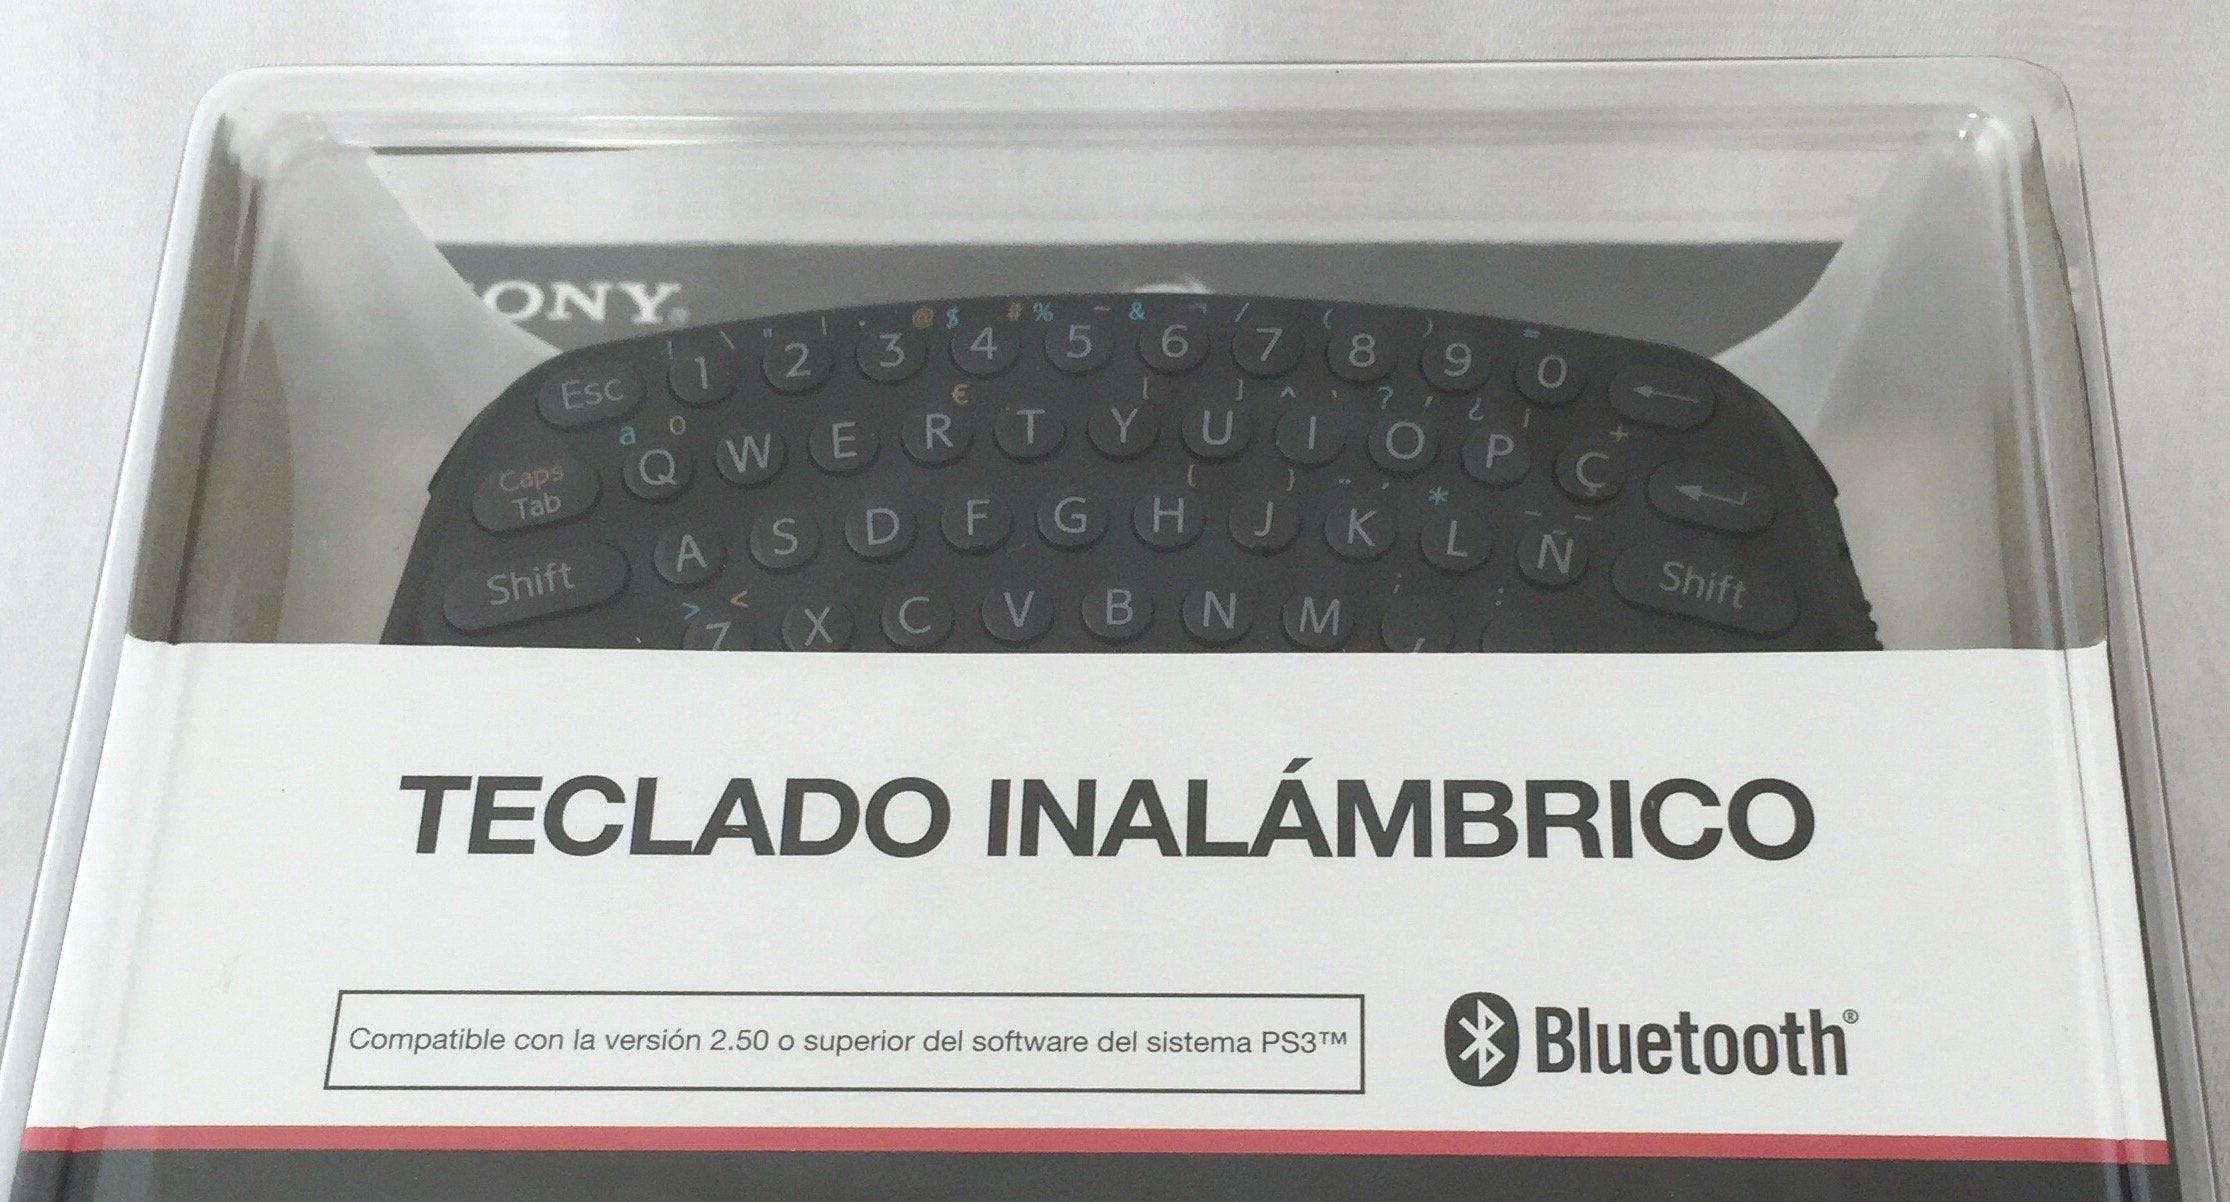 ONY®
! \ " | · @ $ # % ~ & ¬ / ( ) =
Esc 1 2 3 4 5 6 7 8 9 0 ←
a o € [ ] ^ ` ? ' ¿ ¡ +
Caps
Tab Q W E R T Y U I O P Ç
{ } ¨ ´ * _ -
Shift A S D F G H J K L Ñ Shift
> < ; :
Z X C V B N M ,
TECLADO INALÁMBRICO
Compatible con la versión 2.50 o superior del software del sistema PS3™
Bluetooth®